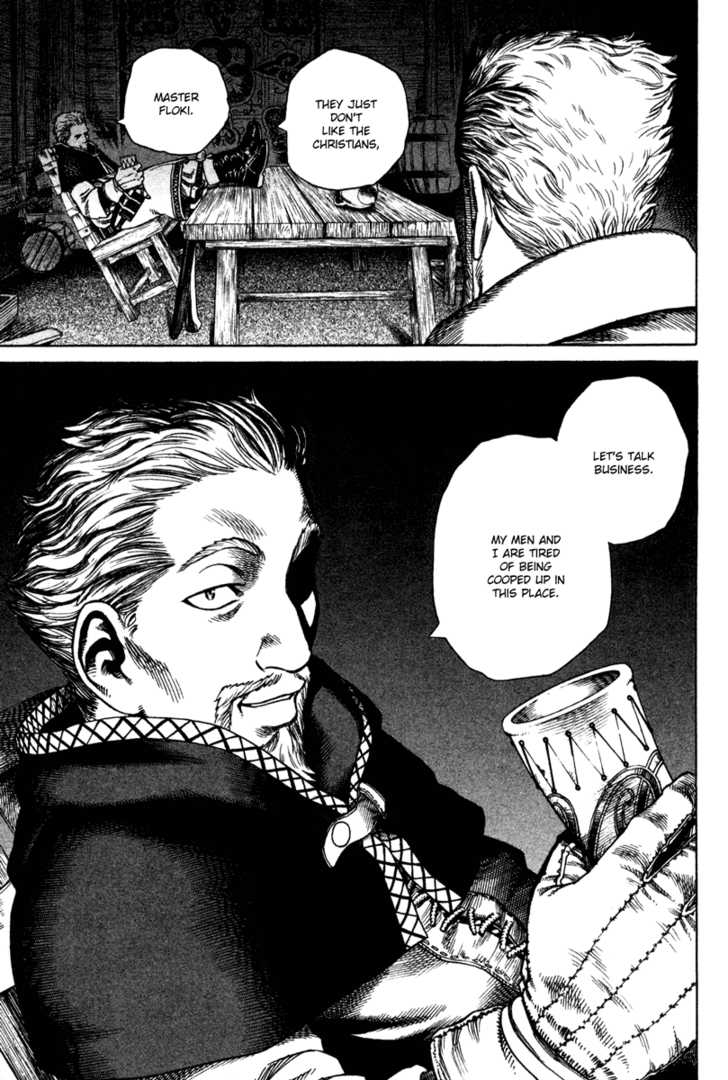 THEY JUST
DON'T
LIKE THE
CHRISTIANS,
MASTER
FLOKI.
LET'S TALK
BUSINESS.
MY MEN AND
I ARE TIRED
OF BEING
COOPED UP IN
THIS PLACE.